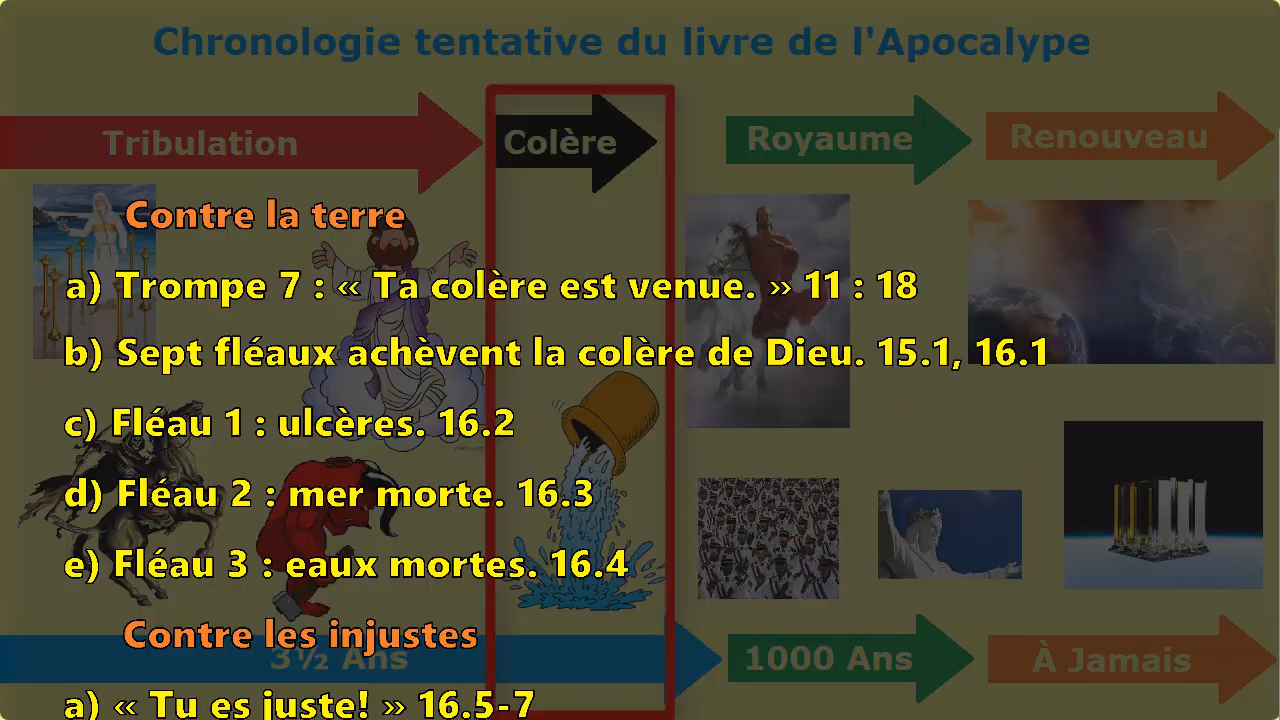 Chronologie tentative du livre de l'Apocalype
Tribulation
Colère
Royaume
Renouveau
Contre la terre
a) Trompe 7 : « Ta colère est venue. » 11 : 18
b) Sept fléaux achèvent la colère de Dieu. 15.1, 16.1
c) Fléau 1 : ulcères. 16.2
d) Fléau 2 : mer morte. 16.3
e) Fléau 3 : eaux mortes. 16.4
Contre les injustes
3½ Ans
1000 Ans
À Jamais
a) « Tu es juste! » 16.5-7